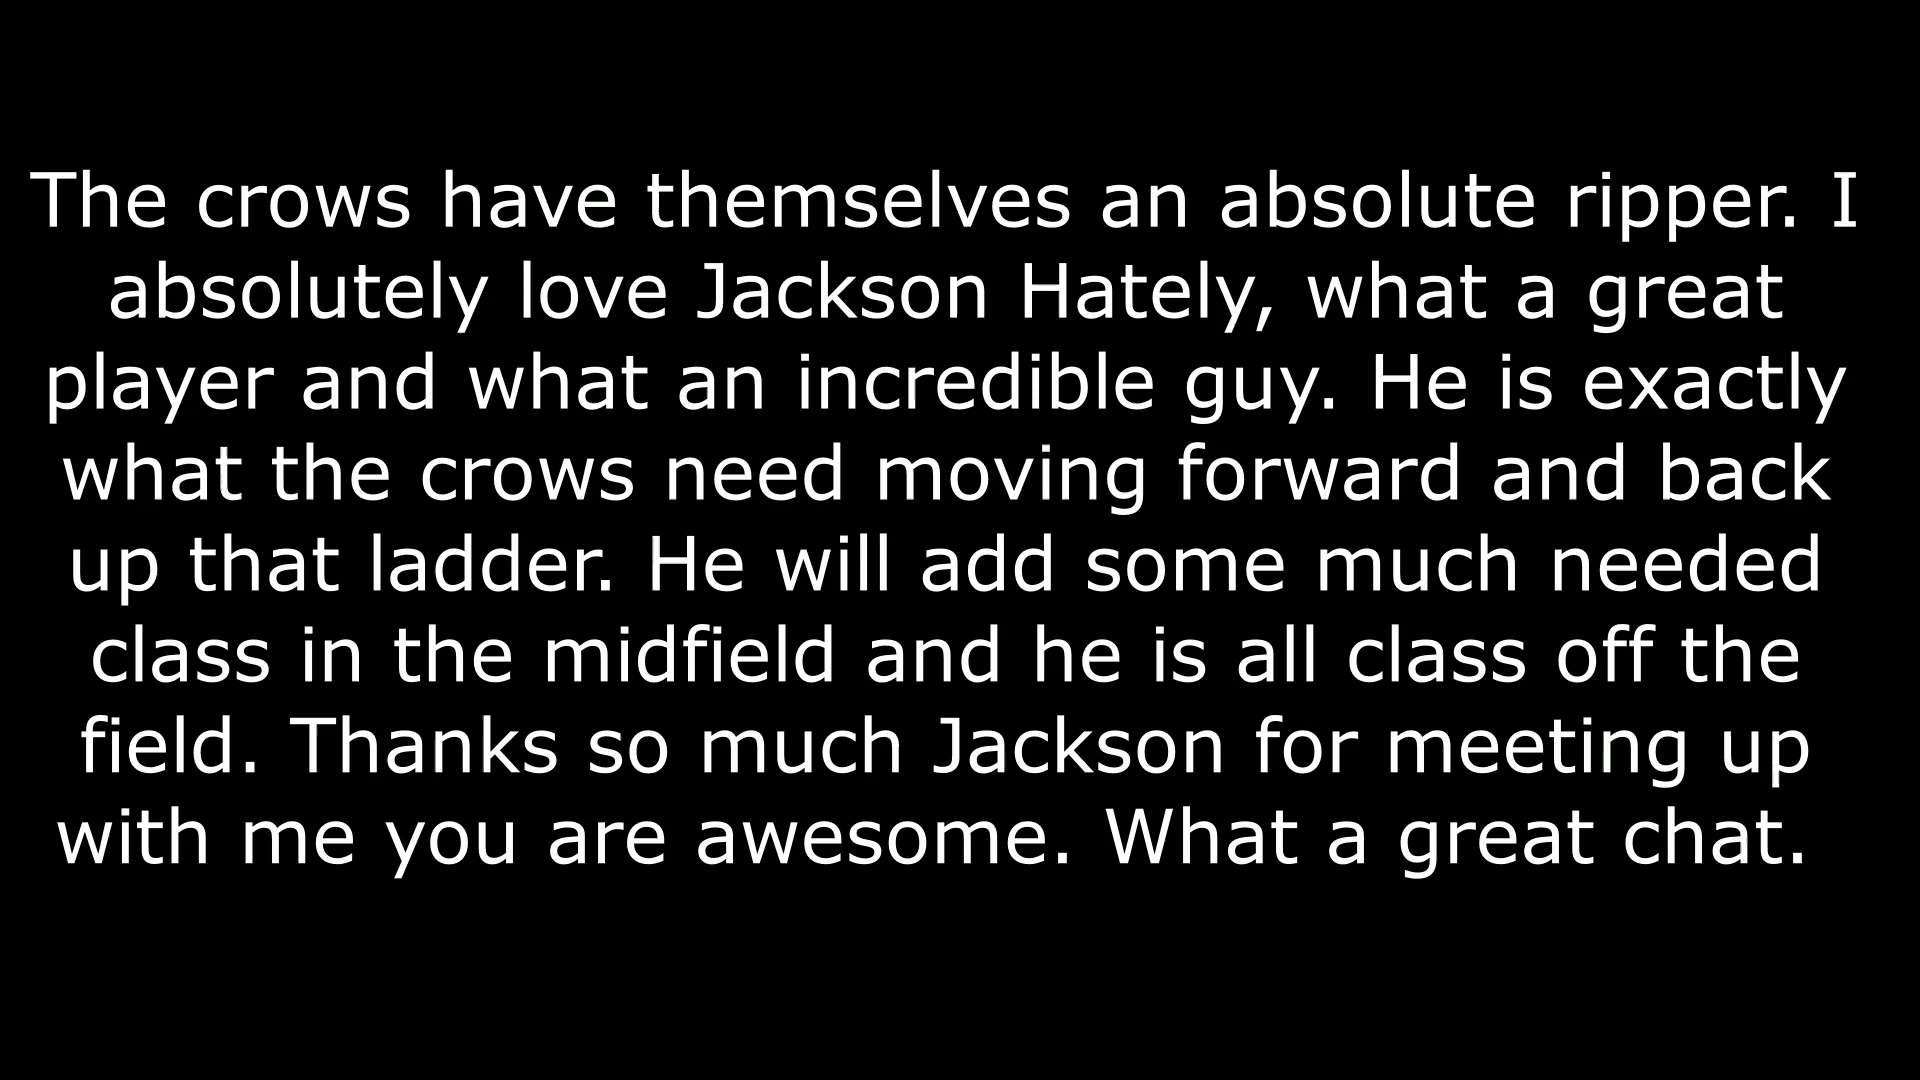 The crows have themselves an absolute ripper. I
absolutely love Jackson Hately, what a great
player and what an incredible guy. He is exactly
what the crows need moving forward and back
up that ladder. He will add some much needed
class in the midfield and he is all class off the
field. Thanks so much Jackson for meeting up
with me you are awesome. What a great chat.